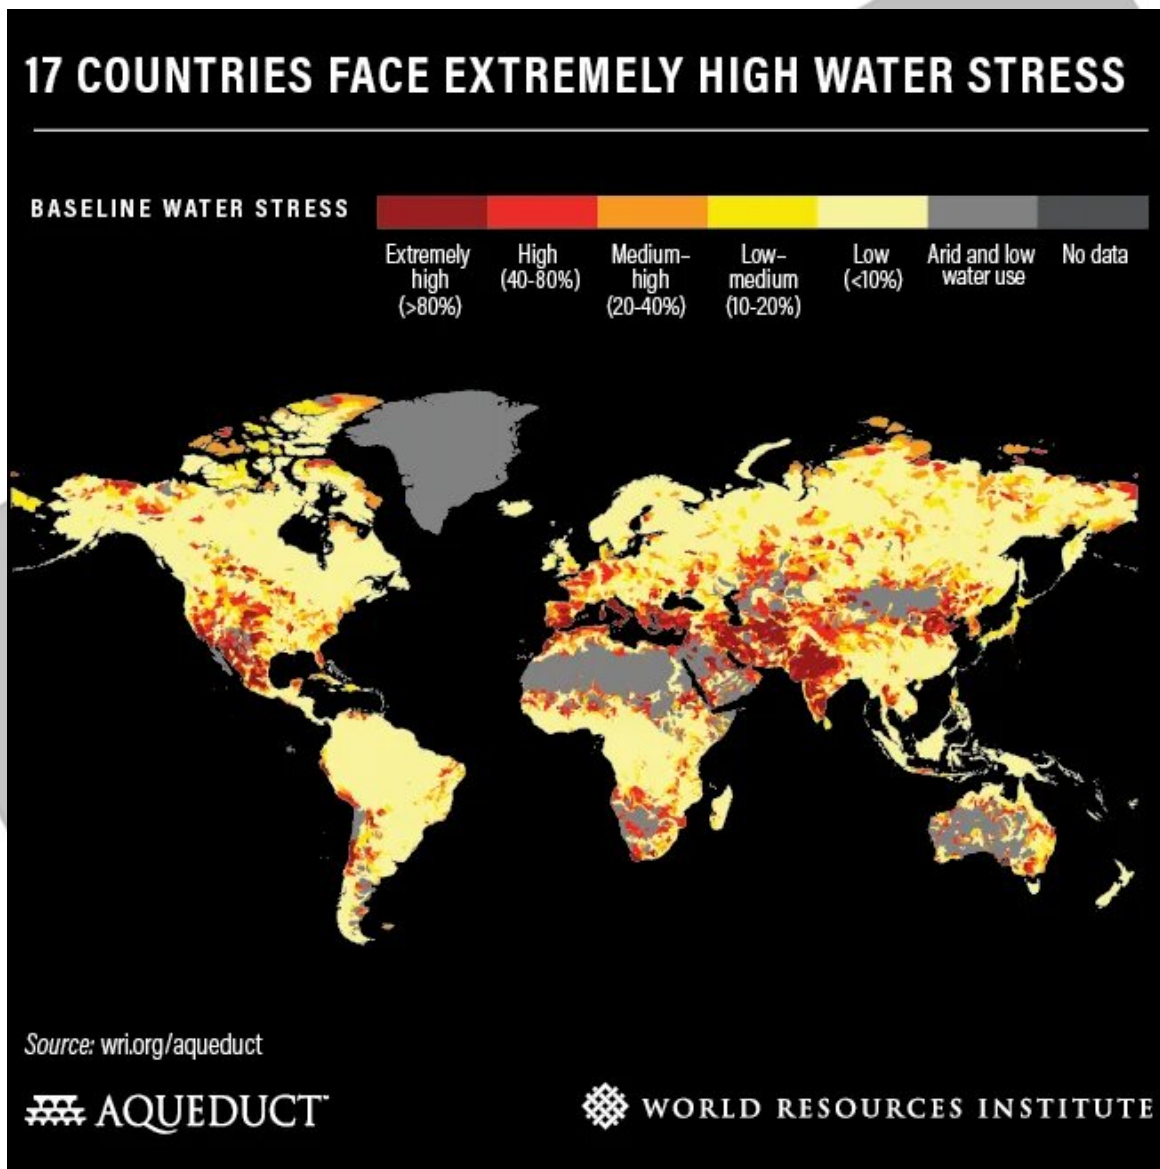 17 COUNTRIES FACE EXTREMELY HIGH WATER STRESS
BASELINE WATER STRESS
Extremely
high
(>80%)
High
(40-80%)
Medium–
high
(20-40%)
Low–
medium
(10-20%)
Low
(<10%)
Arid and low
water use
No data
Source: wri.org/aqueduct
AQUEDUCT™
WORLD RESOURCES INSTITUTE